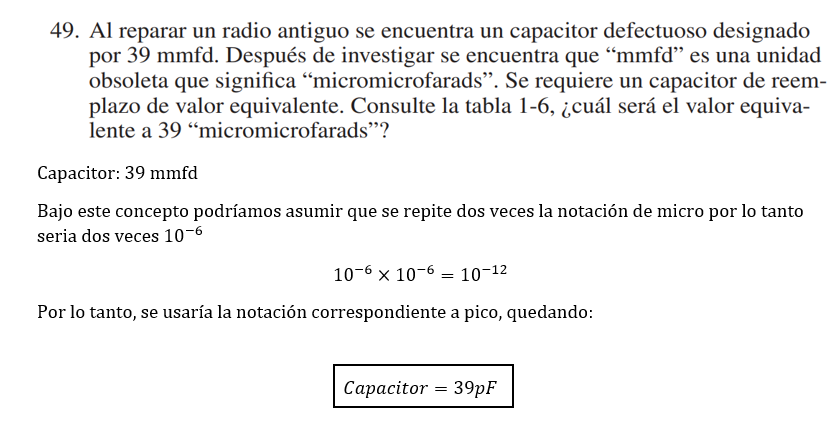 49. Al reparar un radio antiguo se encuentra un capacitor defectuoso designado
por 39 mmfd. Después de investigar se encuentra que “mmfd” es una unidad
obsoleta que significa “micromicrofarads”. Se requiere un capacitor de reem-
plazo de valor equivalente. Consulte la tabla 1-6, ¿cuál será el valor equiva-
lente a 39 “micromicrofarads”?
Capacitor: 39 mmfd
Bajo este concepto podríamos asumir que se repite dos veces la notación de micro por lo tanto
seria dos veces 10⁻⁶
10⁻⁶ × 10⁻⁶ = 10⁻¹²
Por lo tanto, se usaría la notación correspondiente a pico, quedando:
Capacitor = 39pF